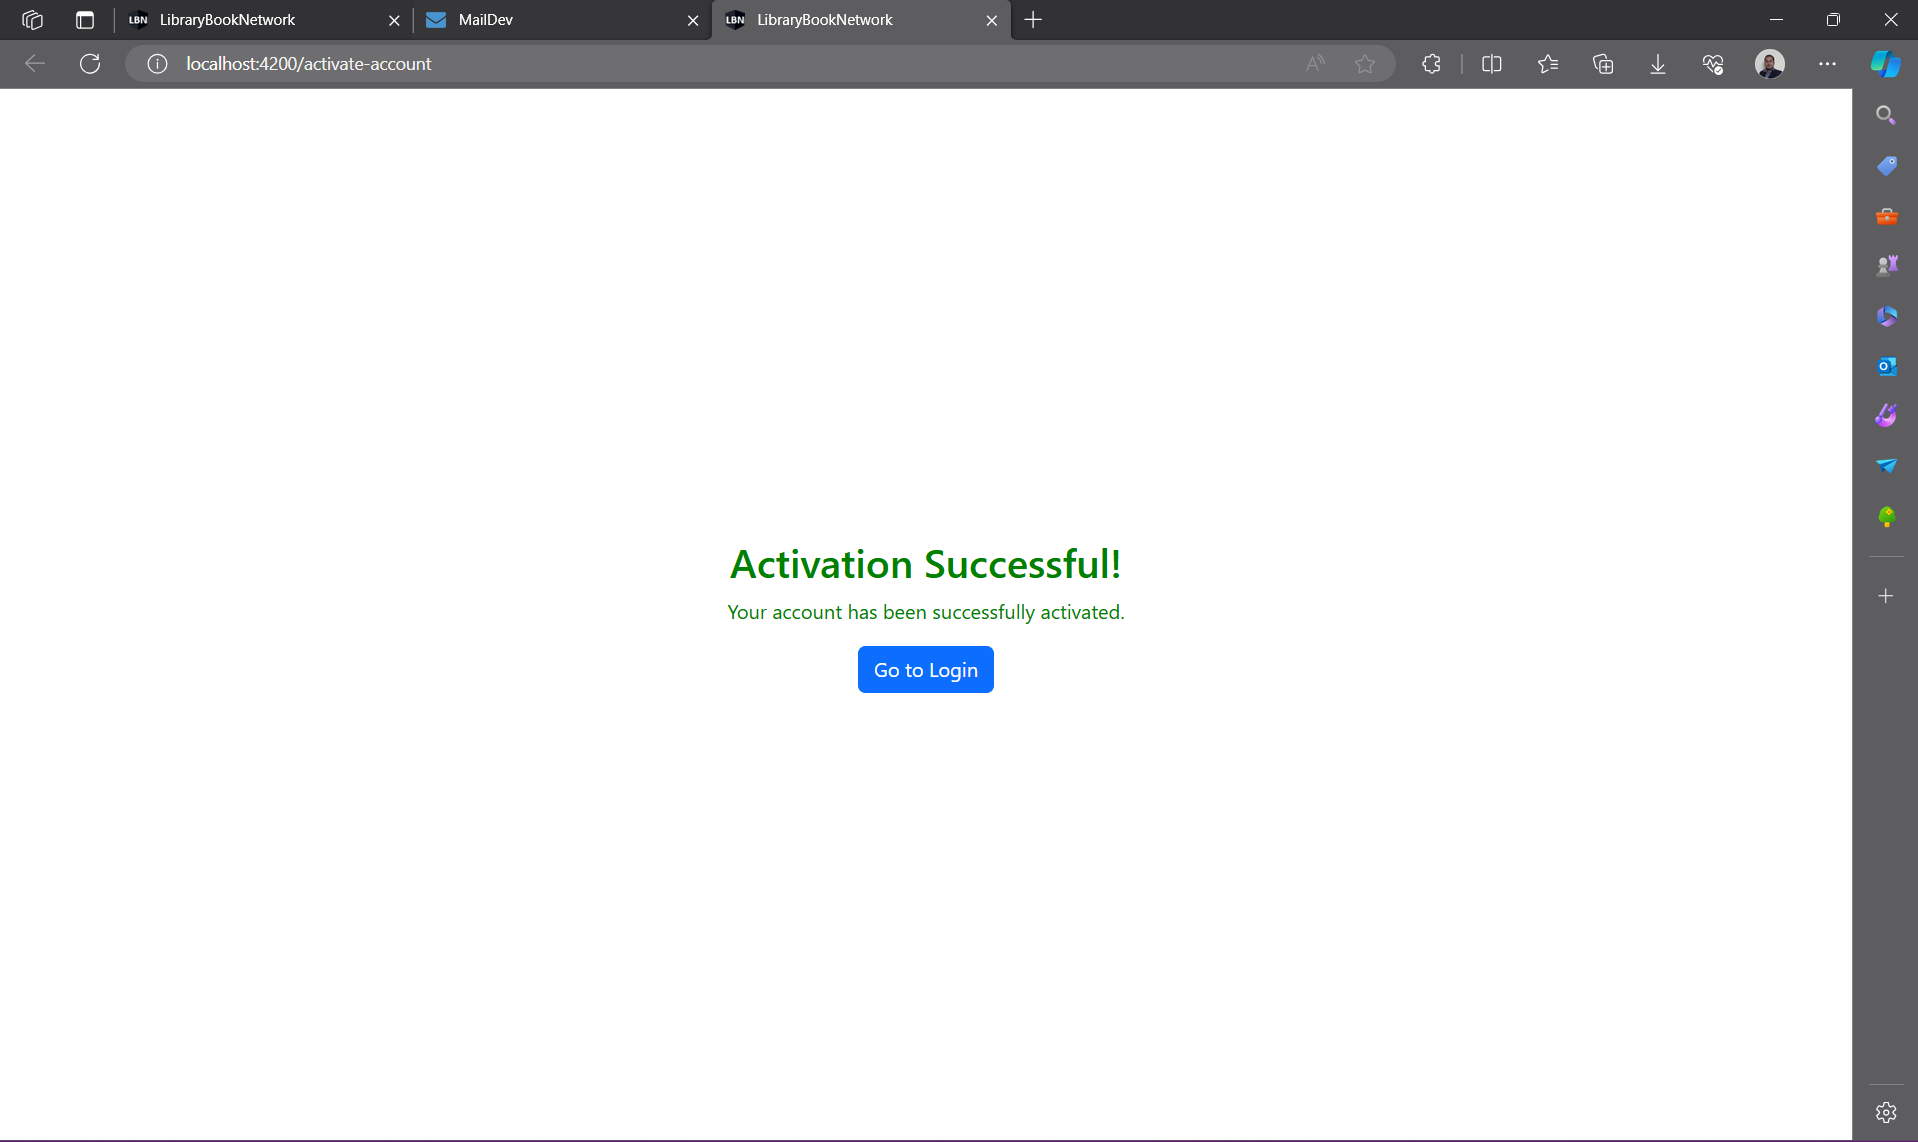 LBN LibraryBookNetwork
MailDev
LBN LibraryBookNetwork
localhost:4200/activate-account
Activation Successful!
Your account has been successfully activated.
Go to Login